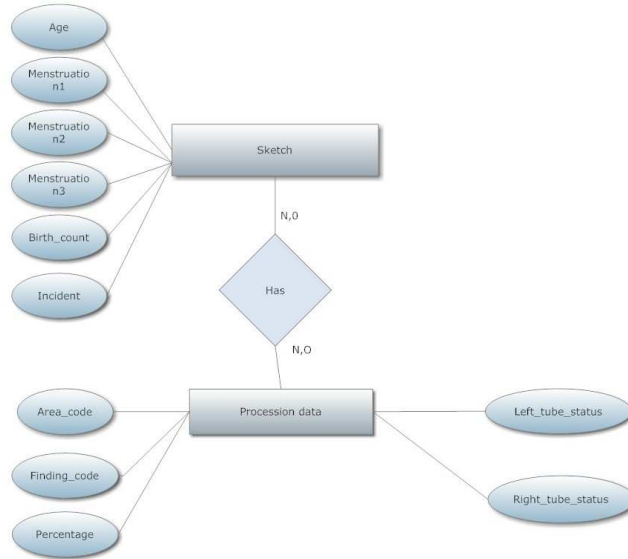 Age
Menstruatio
n1
Menstruatio
n2
Menstruatio
n3
Birth_count
Incident
Sketch
N,0
Has
N,O
Procession data
Area_code
Finding_code
Percentage
Left_tube_status
Right_tube_status